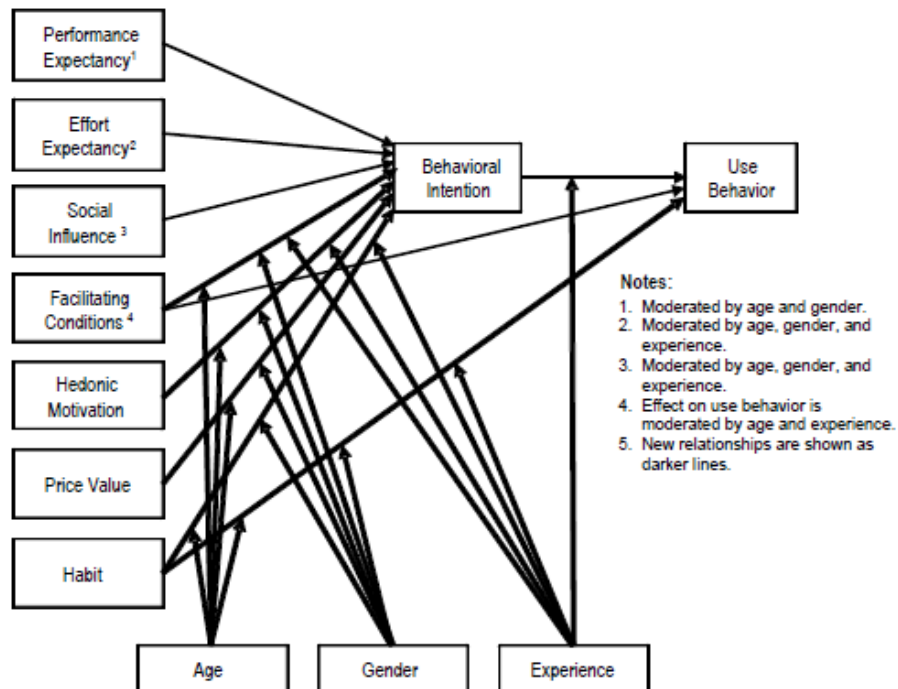 Performance
Expectancy¹
Effort
Expectancy²
Social
Influence ³
Facilitating
Conditions ⁴
Hedonic
Motivation
Price Value
Habit
Behavioral
Intention
Use
Behavior
Notes:
1. Moderated by age and gender.
2. Moderated by age, gender, and
experience.
3. Moderated by age, gender, and
experience.
4. Effect on use behavior is
moderated by age and experience.
5. New relationships are shown as
darker lines.
Age
Gender
Experience